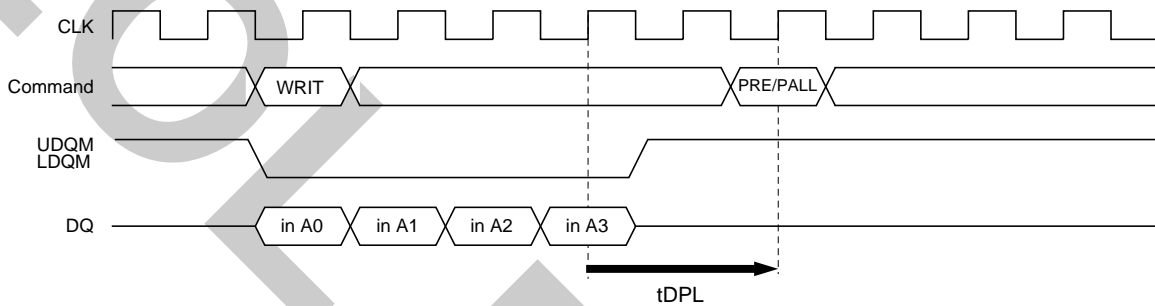 CLK
Command WRIT PRE/PALL
UDQM
LDQM
DQ in A0 in A1 in A2 in A3
tDPL